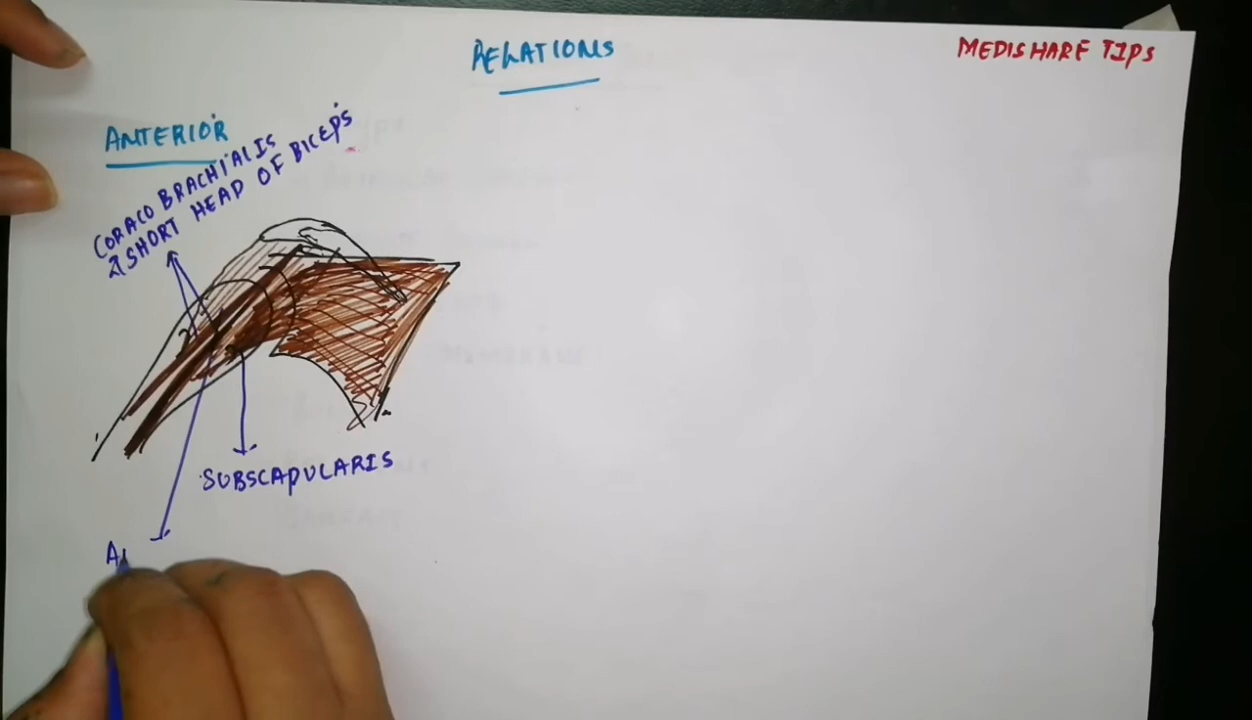 RELATIONS
MEDISHARE TIPS
ANTERIOR
CORACO BRACHIALIS
& SHORT HEAD OF BICEPS
SUBSCAPULARIS